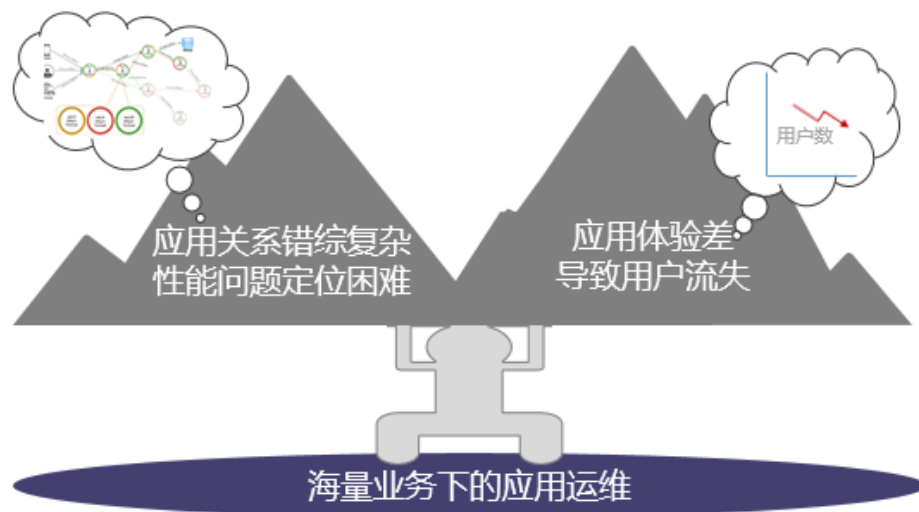 应用关系错综复杂
性能问题定位困难
用户数
应用体验差
导致用户流失
海量业务下的应用运维